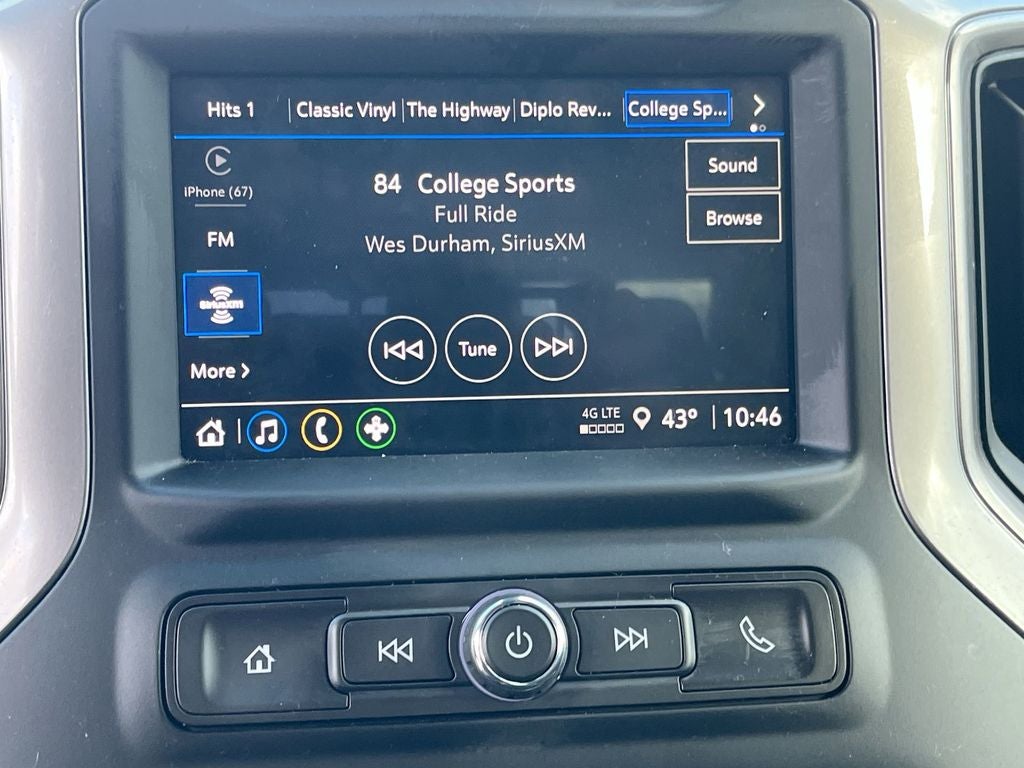 Hits 1
Classic Vinyl
The Highway
Diplo Rev...
College Sp...
iPhone (67)
FM
SiriusXM
More
84 College Sports
Full Ride
Wes Durham, SiriusXM
Sound
Browse
Tune
4G LTE
43°
10:46